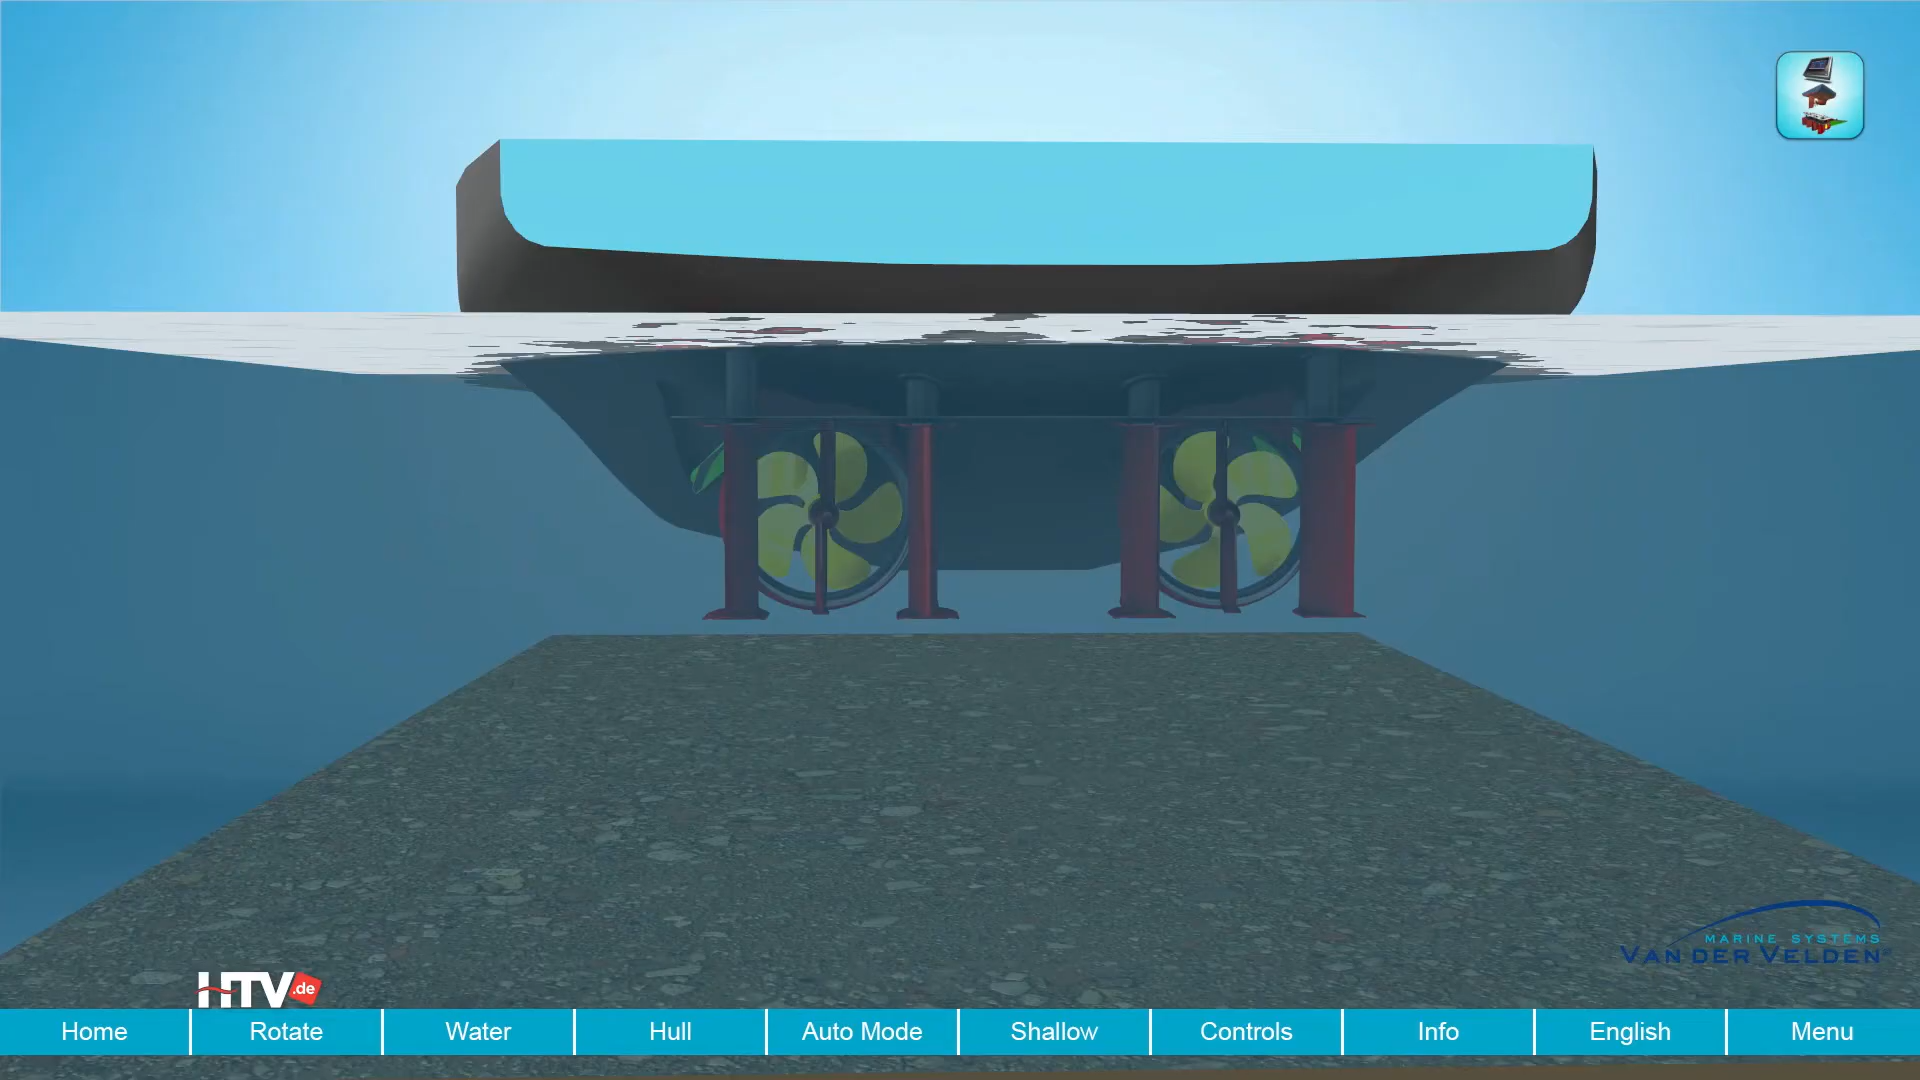 MARINE SYSTEMS
VAN DER VELDEN®
HTV.de
Home Rotate Water Hull Auto Mode Shallow Controls Info English Menu